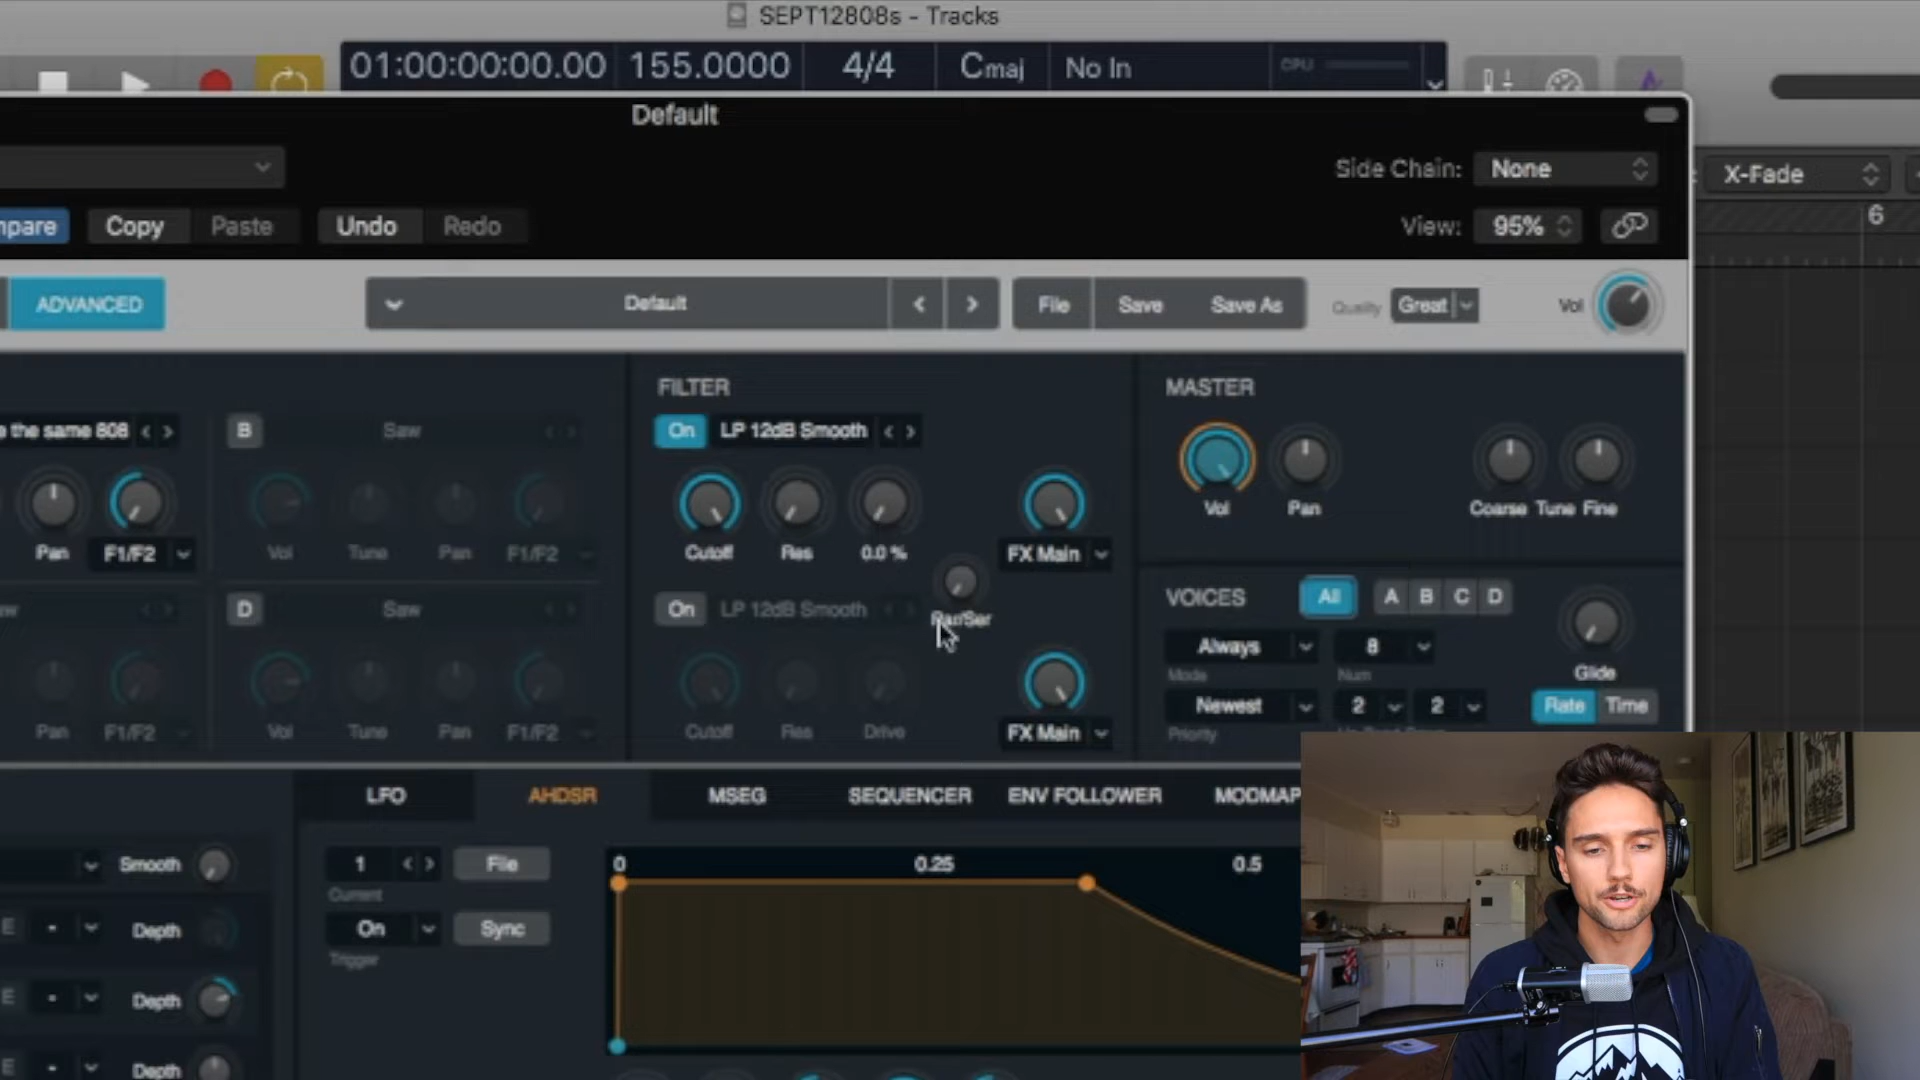 SEPT12808s - Tracks
01:00:00:00.00 155.0000 4/4 Cmaj No In CPU
Default
Side Chain: None X-Fade
mpare Copy Paste Undo Redo View: 95% 6
ADVANCED Default File Save Save As Quality Great Vol
FILTER MASTER
e the same 808 B Saw On LP 12dB Smooth
Vol Pan Coarse Tune Fine
Pan F1/F2 Vol Tune Pan F1/F2 Cutoff Res 0.0 % FX Main
VOICES All A B C D
D Saw On LP 12dB Smooth Par/Ser
Always 8
Mode Num Glide
Newest 2 2 Rate Time
Pan F1/F2 Vol Tune Pan F1/F2 Cutoff Res Drive FX Main Priority
LFO AHDSR MSEG SEQUENCER ENV FOLLOWER MODMAP
Smooth 1 File 0 0.25 0.5
Current
E - Depth On Sync
Trigger
E - Depth
E - Depth